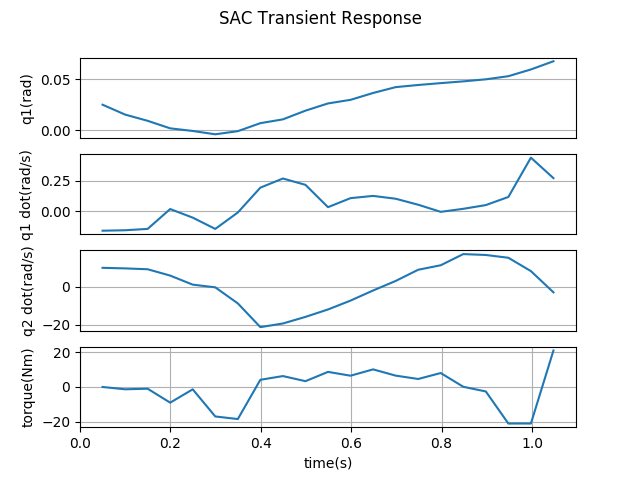 SAC Transient Response
q1(rad)
0.05
0.00
q1 dot(rad/s)
0.25
0.00
q2 dot(rad/s)
0
−20
torque(Nm)
20
0
−20
0.0 0.2 0.4 0.6 0.8 1.0
time(s)